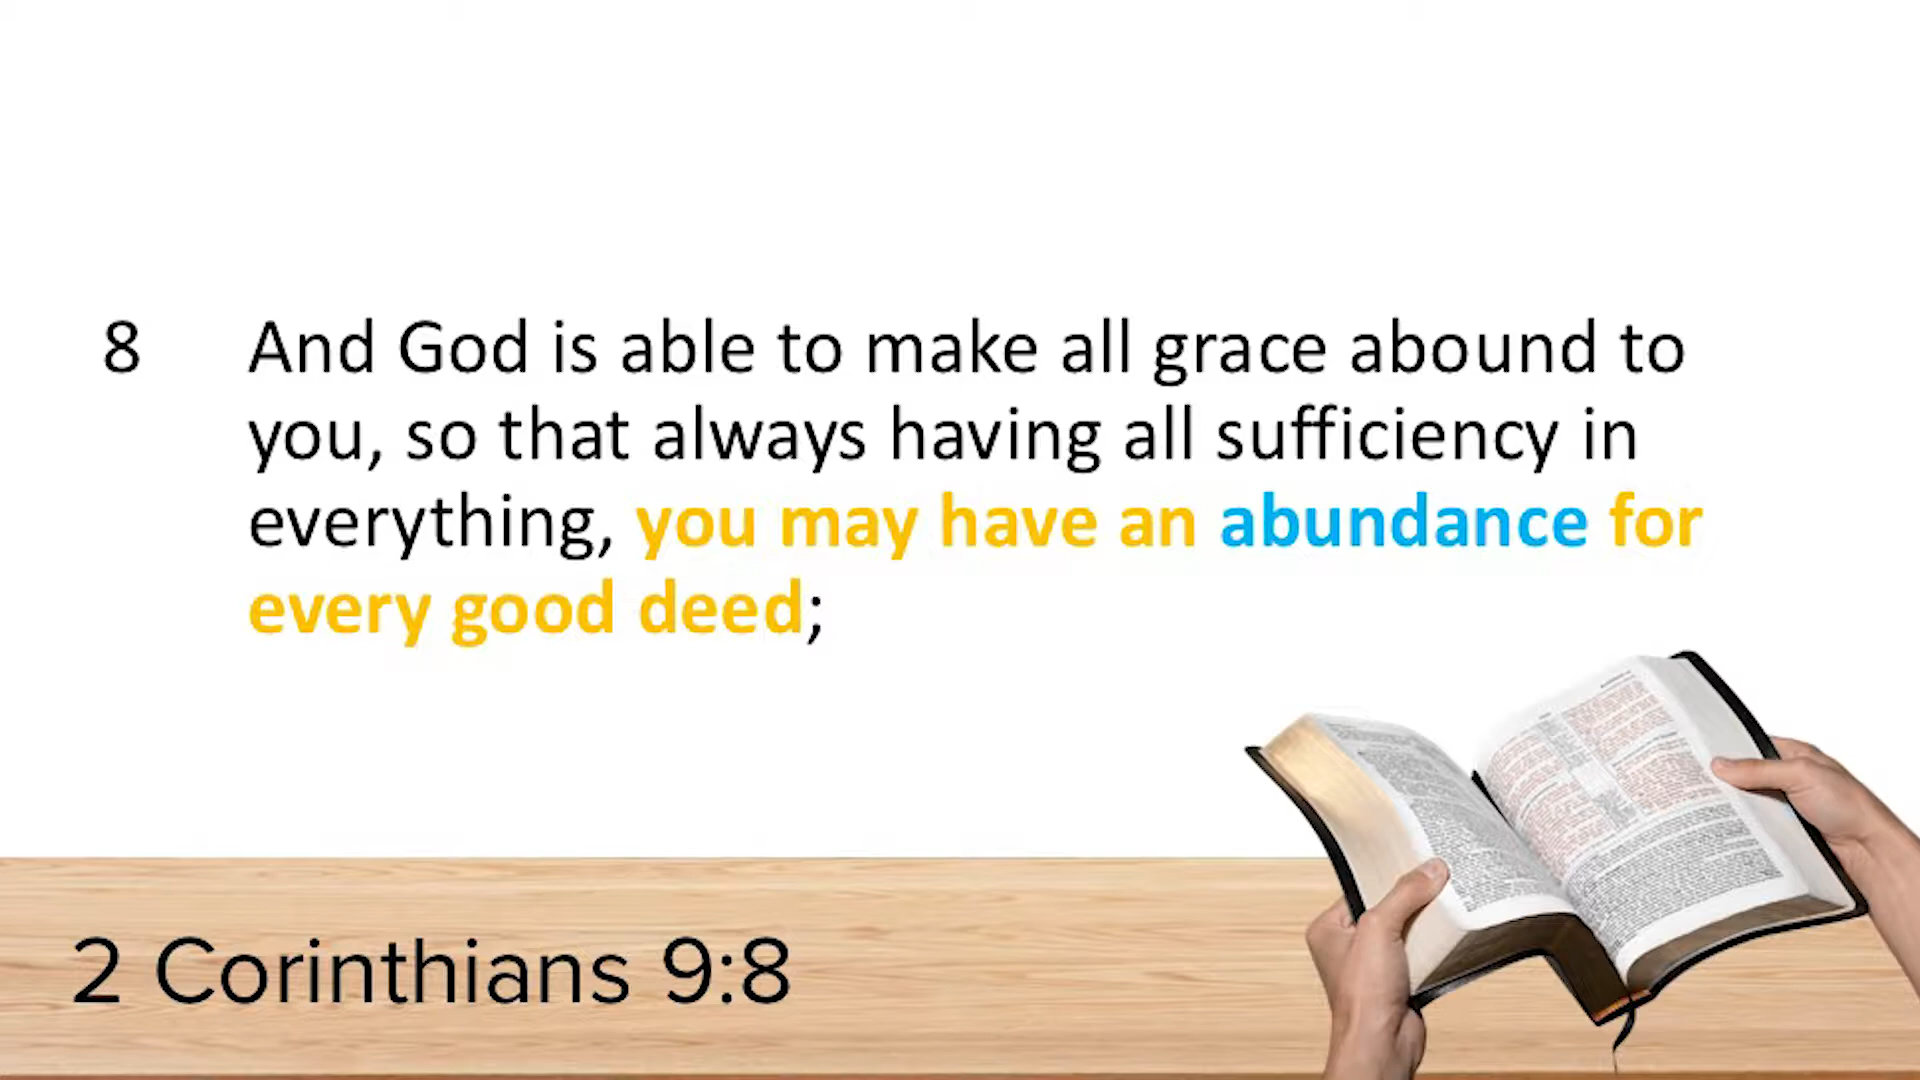 8 And God is able to make all grace abound to
you, so that always having all sufficiency in
everything, you may have an abundance for
every good deed;
2 Corinthians 9:8